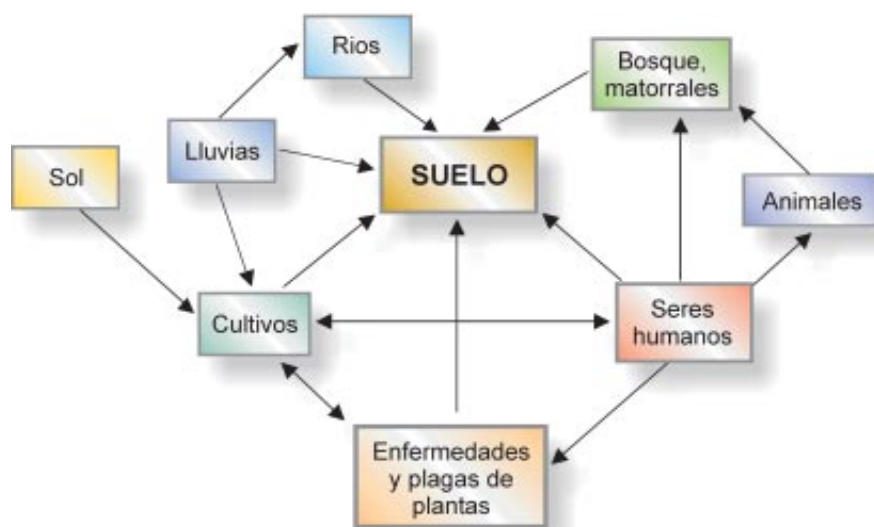 Rios
Bosque,
matorrales
Lluvias
SUELO
Sol
Animales
Cultivos
Seres
humanos
Enfermedades
y plagas de
plantas